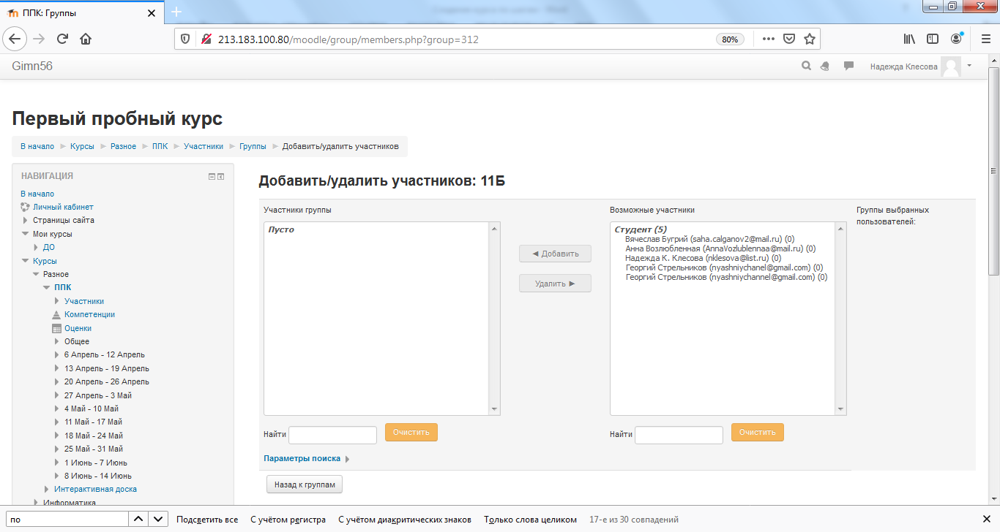 ППК: Группы
213.183.100.80/moodle/group/members.php?group=312
80%
Gimn56
Надежда Клесова
Первый пробный курс
В начало Курсы Разное ППК Участники Группы Добавить/удалить участников
НАВИГАЦИЯ
В начало
Личный кабинет
Страницы сайта
Мои курсы
ДО
Курсы
Разное
ППК
Участники
Компетенции
Оценки
Общее
6 Апрель - 12 Апрель
13 Апрель - 19 Апрель
20 Апрель - 26 Апрель
27 Апрель - 3 Май
4 Май - 10 Май
11 Май - 17 Май
18 Май - 24 Май
25 Май - 31 Май
1 Июнь - 7 Июнь
8 Июнь - 14 Июнь
Интерактивная доска
Информатика
Добавить/удалить участников: 11Б
Участники группы
Пусто
◄ Добавить
Удалить ►
Возможные участники
Студент (5)
Вячеслав Бугрий (saha.calganov2@mail.ru) (0)
Анна Возлюбленная (AnnaVozlublennaa@mail.ru) (0)
Надежда К. Клесова (nklesova@list.ru) (0)
Георгий Стрельников (nyashniychanel@gmail.com) (0)
Георгий Стрельников (nyashniychannel@gmail.com) (0)
Группы выбранных
пользователей:
Найти Очистить
Найти Очистить
Параметры поиска
Назад к группам
по Подсветить все С учётом регистра С учётом диакритических знаков Только слова целиком 17-е из 30 совпадений